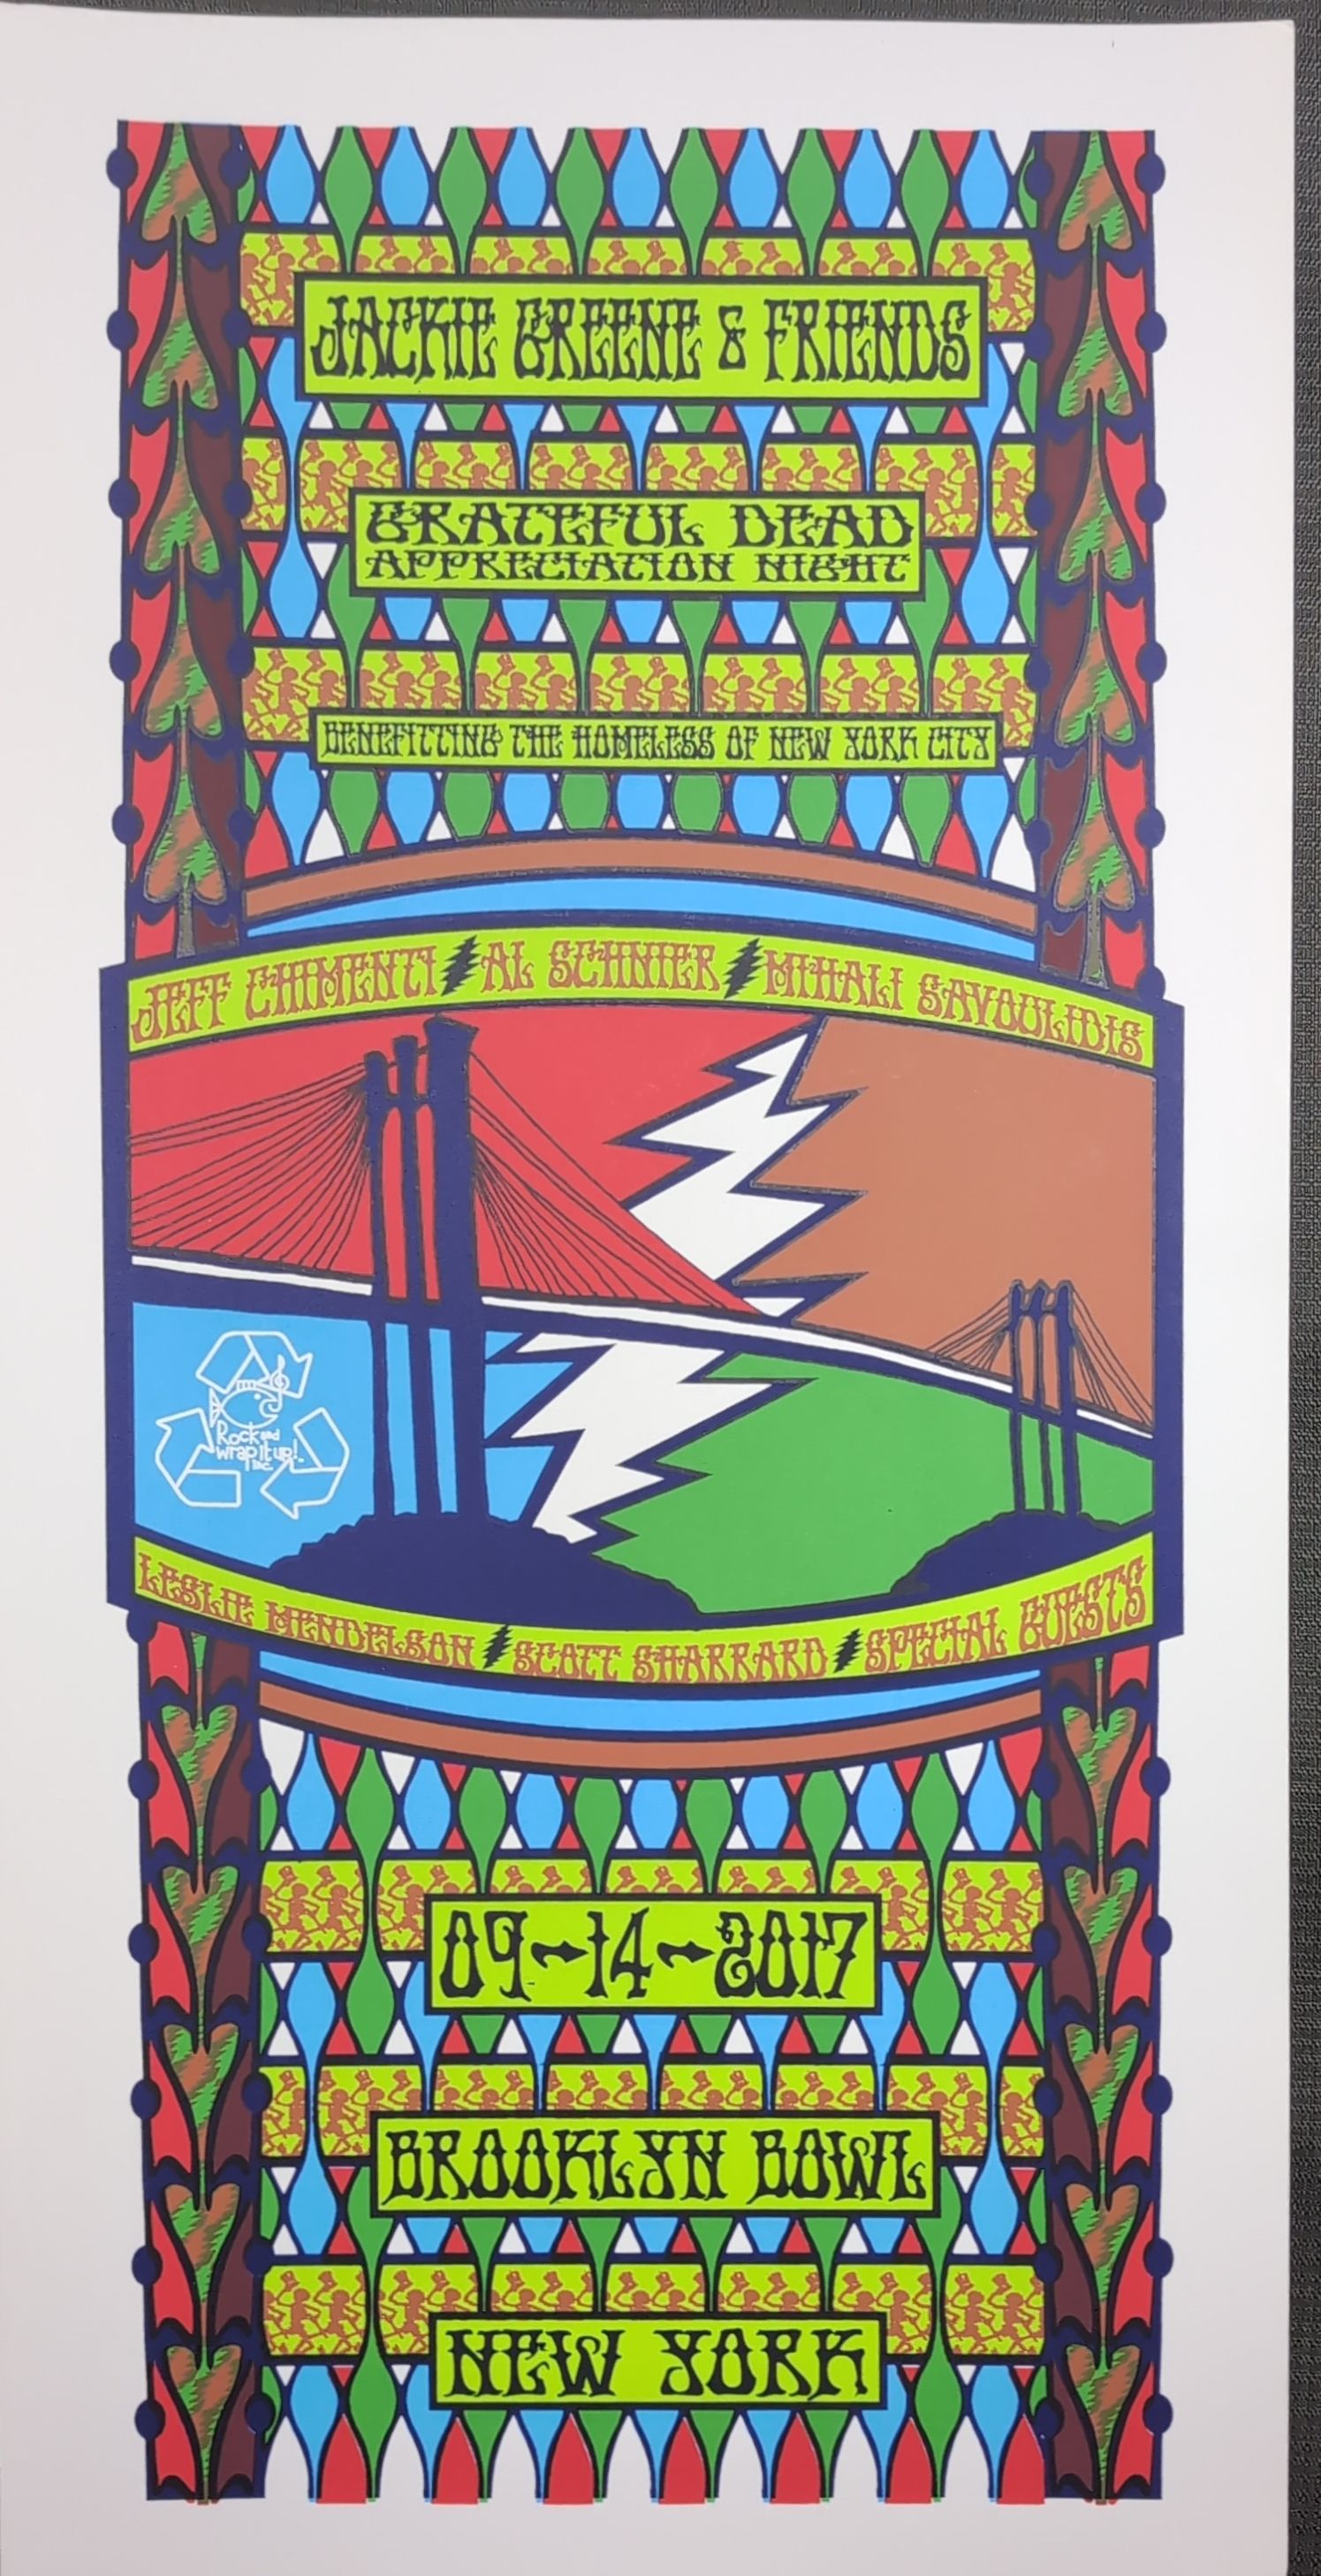 JACKIE GREENE & FRIENDS
GRATEFUL DEAD
APPRECIATION NIGHT
BENEFITTING THE HOMELESS OF NEW YORK CITY
JEFF CHIMENTI AL SCHNIER MIHALI SAVOULIDIS
Rock and
wrap it up!
Inc.
LESLIE MENDELSON SCOTT SHARRARD SPECIAL GUESTS
09-14-2017
BROOKLYN BOWL
NEW YORK